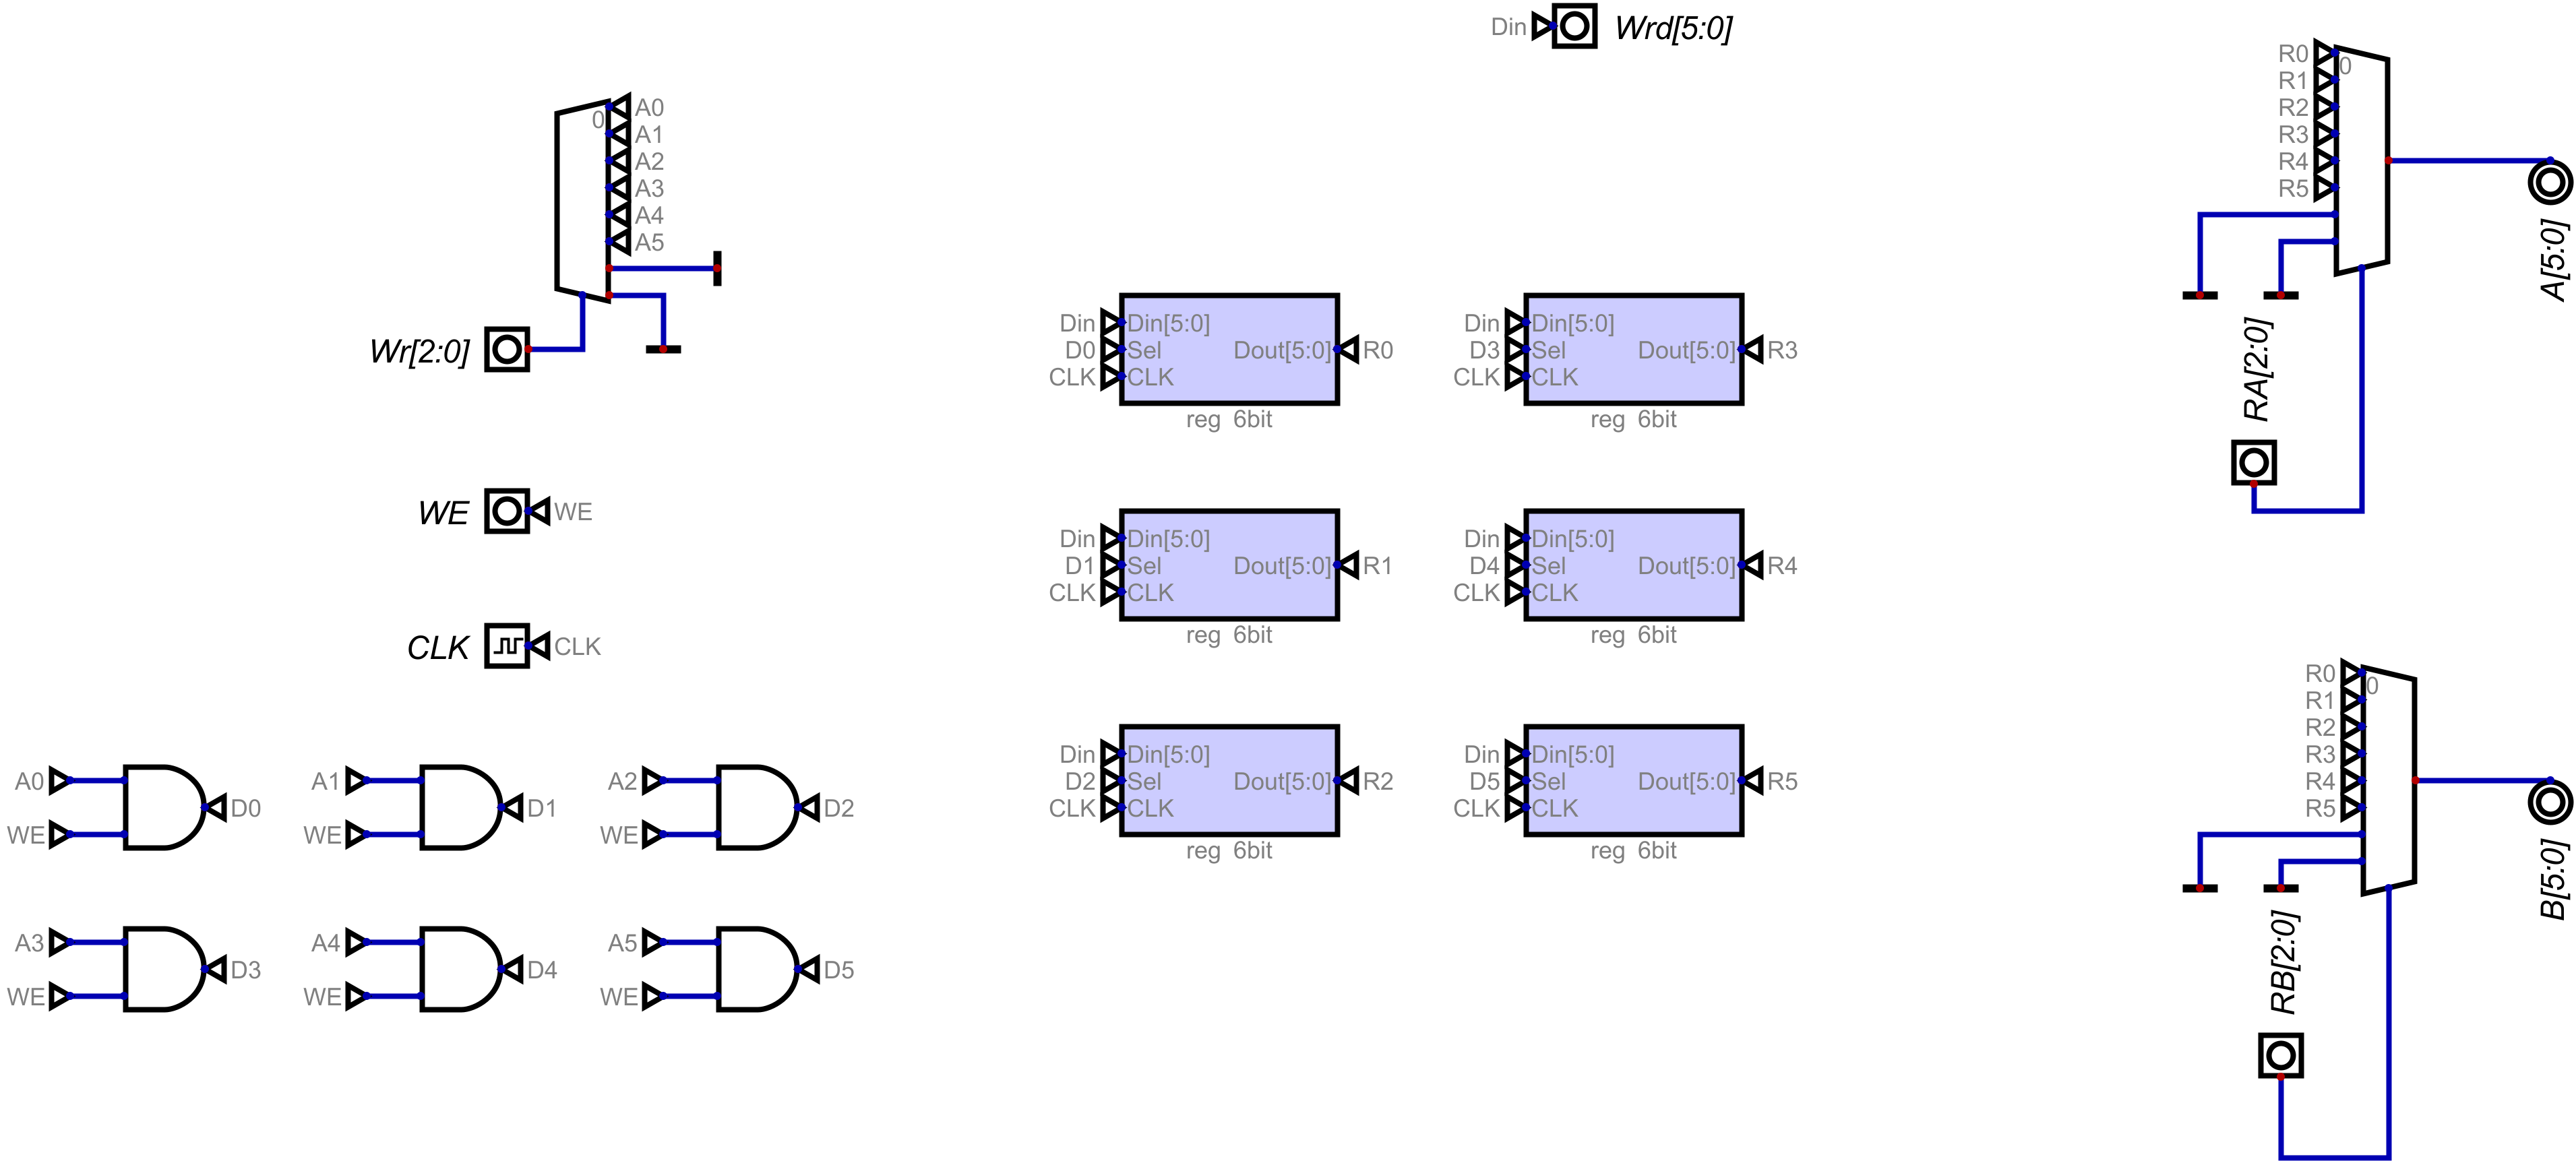 Din Wrd[5:0]
0
A0
A1
A2
A3
A4
A5
Wr[2:0]
WE WE
CLK CLK
A0
WE
D0
A1
WE
D1
A2
WE
D2
A3
WE
D3
A4
WE
D4
A5
WE
D5
Din Din[5:0]
D0 Sel Dout[5:0] R0
CLK CLK
reg 6bit
Din Din[5:0]
D3 Sel Dout[5:0] R3
CLK CLK
reg 6bit
Din Din[5:0]
D1 Sel Dout[5:0] R1
CLK CLK
reg 6bit
Din Din[5:0]
D4 Sel Dout[5:0] R4
CLK CLK
reg 6bit
Din Din[5:0]
D2 Sel Dout[5:0] R2
CLK CLK
reg 6bit
Din Din[5:0]
D5 Sel Dout[5:0] R5
CLK CLK
reg 6bit
R0
0
R1
R2
R3
R4
R5
A[5:0]
RA[2:0]
R0
0
R1
R2
R3
R4
R5
B[5:0]
RB[2:0]